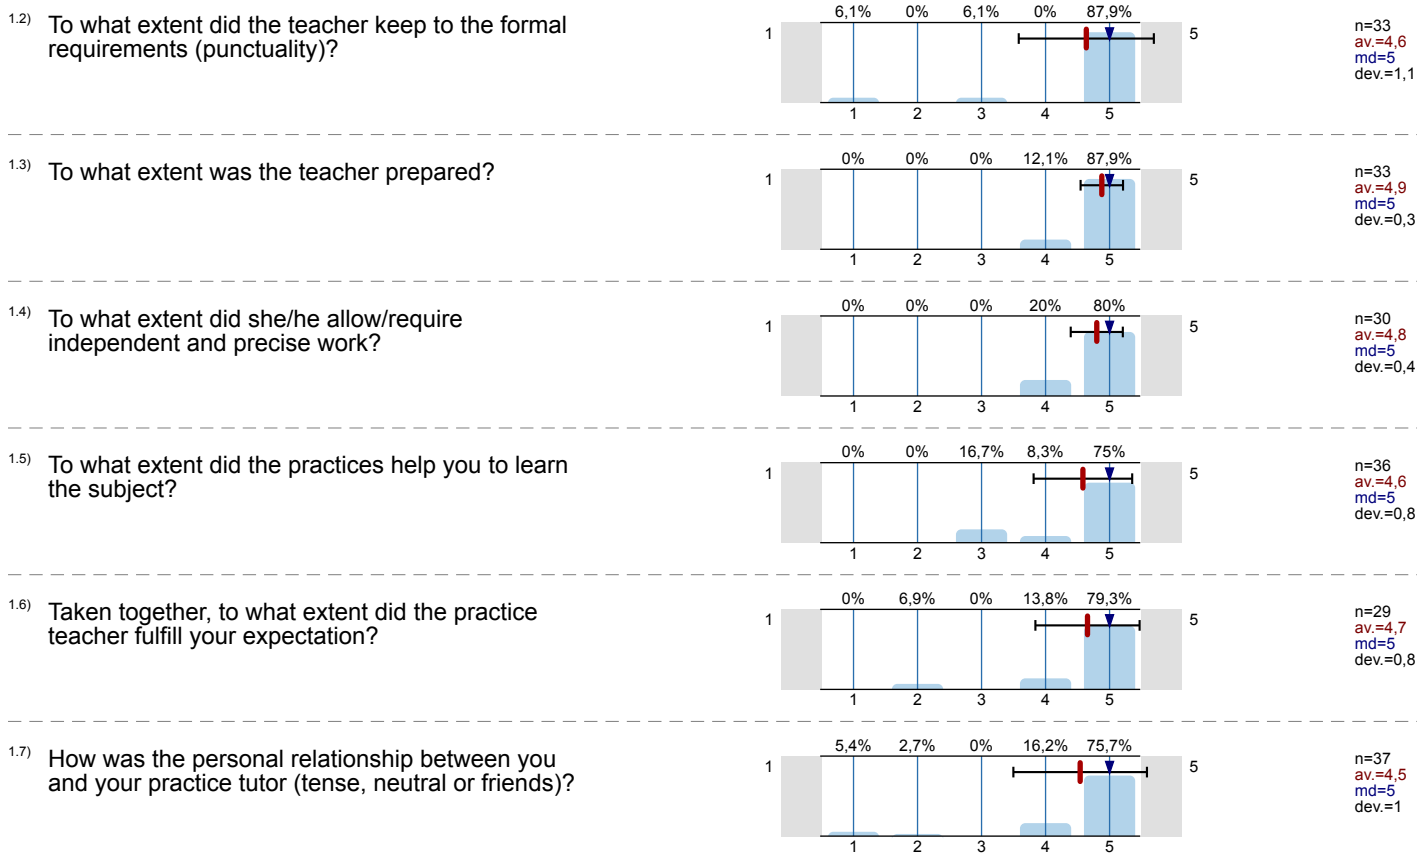 1.2) To what extent did the teacher keep to the formal
requirements (punctuality)?
6,1% 0% 6,1% 0% 87,9%
1 5
1 2 3 4 5
n=33
av.=4,6
md=5
dev.=1,1
1.3) To what extent was the teacher prepared?
0% 0% 0% 12,1% 87,9%
1 5
1 2 3 4 5
n=33
av.=4,9
md=5
dev.=0,3
1.4) To what extent did she/he allow/require
independent and precise work?
0% 0% 0% 20% 80%
1 5
1 2 3 4 5
n=30
av.=4,8
md=5
dev.=0,4
1.5) To what extent did the practices help you to learn
the subject?
0% 0% 16,7% 8,3% 75%
1 5
1 2 3 4 5
n=36
av.=4,6
md=5
dev.=0,8
1.6) Taken together, to what extent did the practice
teacher fulfill your expectation?
0% 6,9% 0% 13,8% 79,3%
1 5
1 2 3 4 5
n=29
av.=4,7
md=5
dev.=0,8
1.7) How was the personal relationship between you
and your practice tutor (tense, neutral or friends)?
5,4% 2,7% 0% 16,2% 75,7%
1 5
1 2 3 4 5
n=37
av.=4,5
md=5
dev.=1